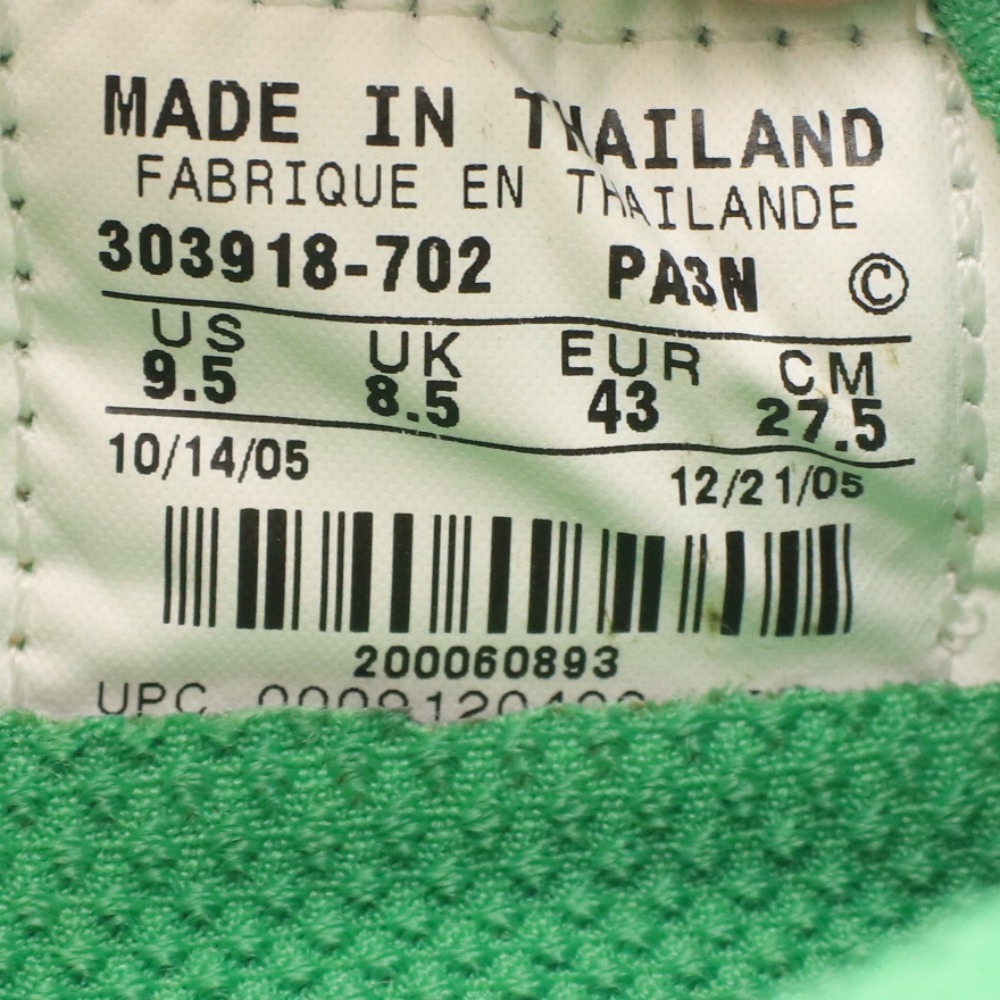 MADE IN THAILAND
FABRIQUE EN THAILANDE
303918-702 PA3N ©
US UK EUR CM
9.5 8.5 43 27.5
10/14/05 12/21/05
200060893
UPC